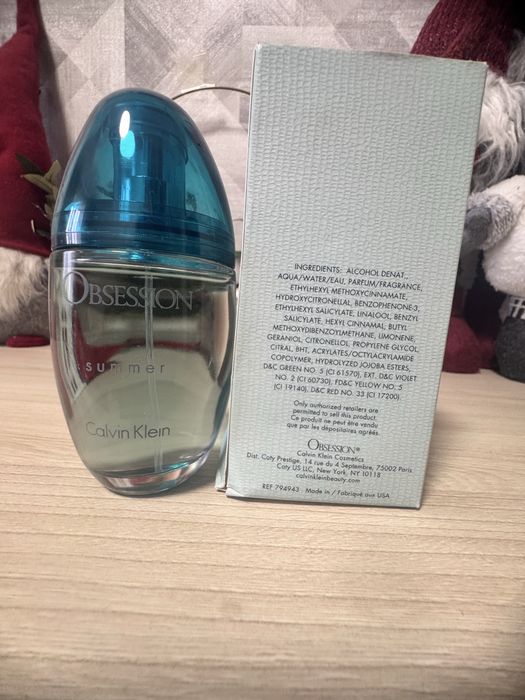 OBSESSION
summer
Calvin Klein
INGREDIENTS: ALCOHOL DENAT.,
AQUA/WATER/EAU, PARFUM/FRAGRANCE,
ETHYLHEXYL METHOXYCINNAMATE,
HYDROXYCITRONELLAL, BENZOPHENONE-3,
ETHYLHEXYL SALICYLATE, LINALOOL, BENZYL
SALICYLATE, HEXYL CINNAMAL, BUTYL
METHOXYDIBENZOYLMETHANE, LIMONENE,
GERANIOL, CITRONELLOL, PROPYLENE GLYCOL,
CITRAL, BHT, ACRYLATES/OCTYLACRYLAMIDE
COPOLYMER, HYDROLYZED JOJOBA ESTERS,
D&C GREEN NO. 5 (CI 61570), EXT. D&C VIOLET
NO. 2 (CI 60730), FD&C YELLOW NO. 5
(CI 19140), D&C RED NO. 33 (CI 17200)
Only authorized retailers are
permitted to sell this product.
Ce produit ne peut être vendu
que par les dépositaires agréés.
OBSESSION®
Calvin Klein Cosmetics
Dist. Coty Prestige, 14 rue du 4 Septembre, 75002 Paris
Coty US LLC, New York, NY 10118
calvinkleinbeauty.com
REF 794943 Made in / Fabriqué aux USA